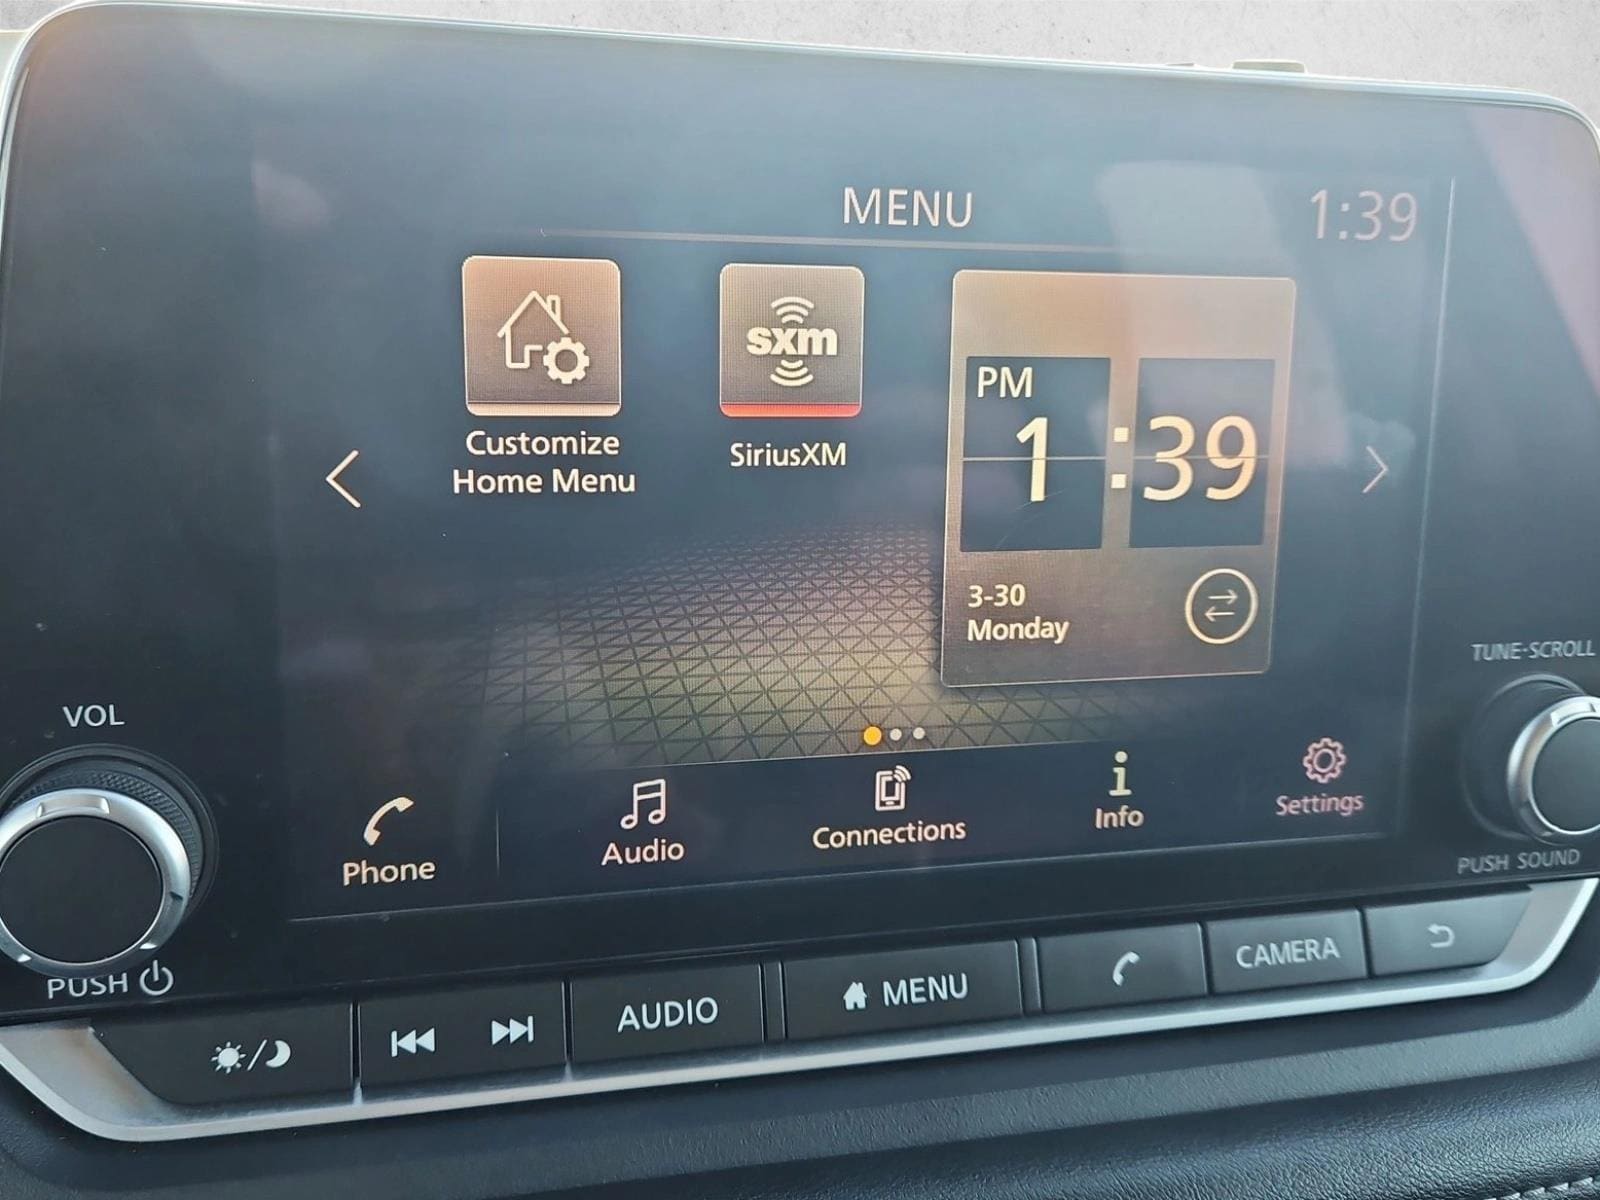 MENU
1:39
Customize
Home Menu
sxm
SiriusXM
PM
1:39
3-30
Monday
Phone
Audio
Connections
i
Info
Settings
VOL
PUSH
TUNE·SCROLL
PUSH SOUND
AUDIO
MENU
CAMERA